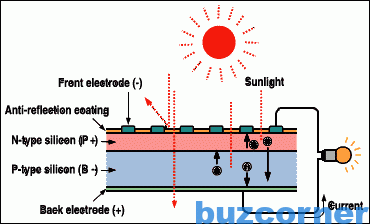 Front electrode (-)
Sunlight
Anti-reflection coating
N-type silicon (P+)
P-type silicon (B-)
Back electrode (+)
Current
buzcorner